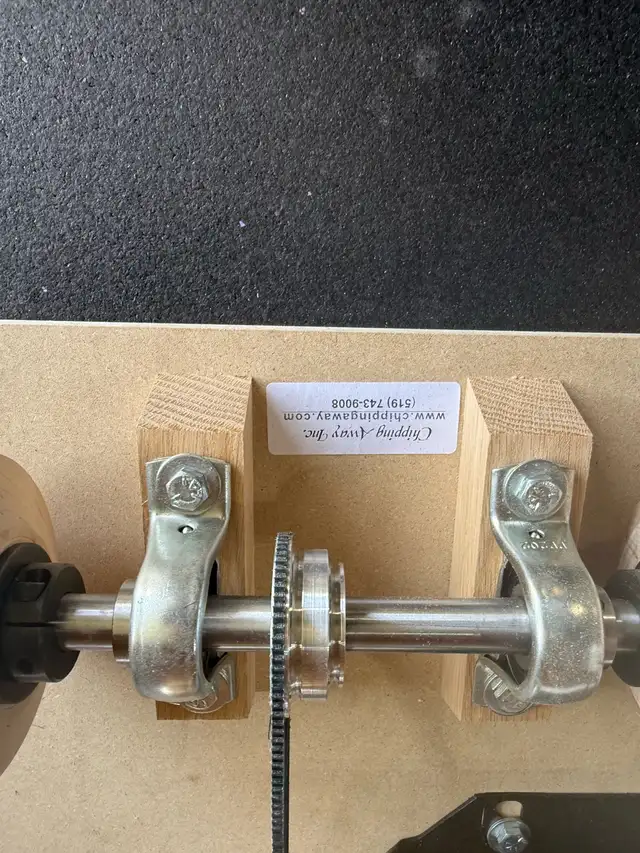 Chipping Away Inc.
www.chippingaway.com
(519) 743-9008